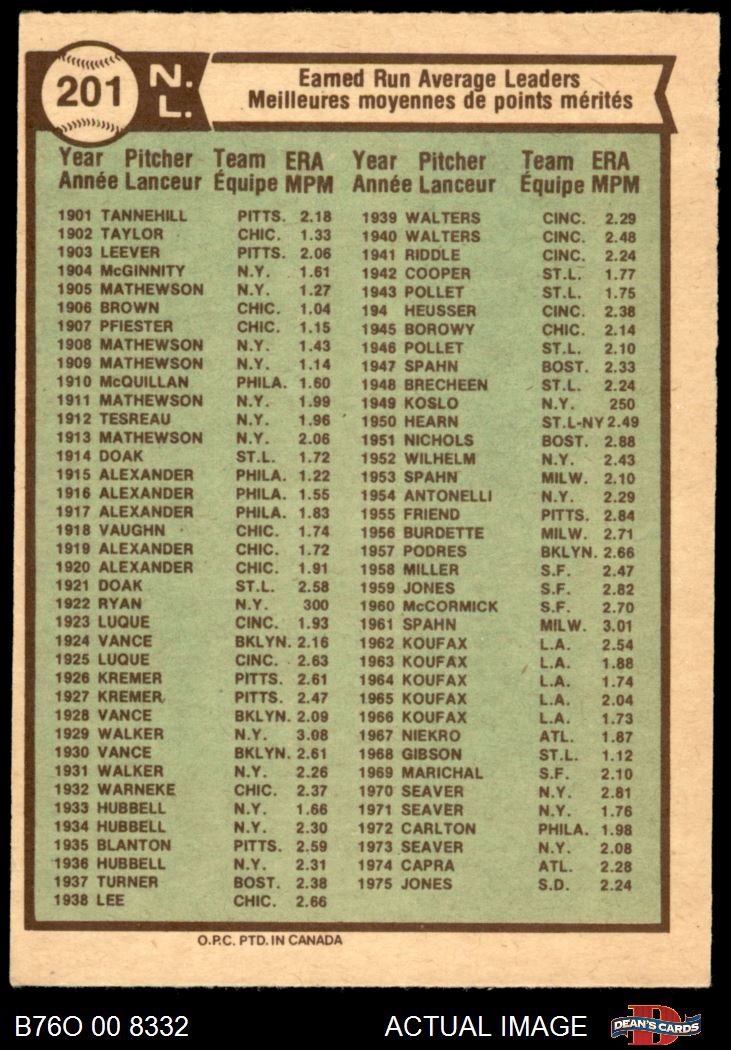 201
N.
L.
Earned Run Average Leaders
Meilleures moyennes de points mérités
Year Pitcher Team ERA
Année Lanceur Équipe MPM
1901 TANNEHILL PITTS. 2.18
1902 TAYLOR CHIC. 1.33
1903 LEEVER PITTS. 2.06
1904 McGINNITY N.Y. 1.61
1905 MATHEWSON N.Y. 1.27
1906 BROWN CHIC. 1.04
1907 PFIESTER CHIC. 1.15
1908 MATHEWSON N.Y. 1.43
1909 MATHEWSON N.Y. 1.14
1910 McQUILLAN PHILA. 1.60
1911 MATHEWSON N.Y. 1.99
1912 TESREAU N.Y. 1.96
1913 MATHEWSON N.Y. 2.06
1914 DOAK ST.L. 1.72
1915 ALEXANDER PHILA. 1.22
1916 ALEXANDER PHILA. 1.55
1917 ALEXANDER PHILA. 1.83
1918 VAUGHN CHIC. 1.74
1919 ALEXANDER CHIC. 1.72
1920 ALEXANDER CHIC. 1.91
1921 DOAK ST.L. 2.58
1922 RYAN N.Y. 300
1923 LUQUE CINC. 1.93
1924 VANCE BKLYN. 2.16
1925 LUQUE CINC. 2.63
1926 KREMER PITTS. 2.61
1927 KREMER PITTS. 2.47
1928 VANCE BKLYN. 2.09
1929 WALKER N.Y. 3.08
1930 VANCE BKLYN. 2.61
1931 WALKER N.Y. 2.26
1932 WARNEKE CHIC. 2.37
1933 HUBBELL N.Y. 1.66
1934 HUBBELL N.Y. 2.30
1935 BLANTON PITTS. 2.59
1936 HUBBELL N.Y. 2.31
1937 TURNER BOST. 2.38
1938 LEE CHIC. 2.66
Year Pitcher Team ERA
Année Lanceur Équipe MPM
1939 WALTERS CINC. 2.29
1940 WALTERS CINC. 2.48
1941 RIDDLE CINC. 2.24
1942 COOPER ST.L. 1.77
1943 POLLET ST.L. 1.75
194 HEUSSER CINC. 2.38
1945 BOROWY CHIC. 2.14
1946 POLLET ST.L. 2.10
1947 SPAHN BOST. 2.33
1948 BRECHEEN ST.L. 2.24
1949 KOSLO N.Y. 250
1950 HEARN ST.L-NY 2.49
1951 NICHOLS BOST. 2.88
1952 WILHELM N.Y. 2.43
1953 SPAHN MILW. 2.10
1954 ANTONELLI N.Y. 2.29
1955 FRIEND PITTS. 2.84
1956 BURDETTE MILW. 2.71
1957 PODRES BKLYN. 2.66
1958 MILLER S.F. 2.47
1959 JONES S.F. 2.82
1960 McCORMICK S.F. 2.70
1961 SPAHN MILW. 3.01
1962 KOUFAX L.A. 2.54
1963 KOUFAX L.A. 1.88
1964 KOUFAX L.A. 1.74
1965 KOUFAX L.A. 2.04
1966 KOUFAX L.A. 1.73
1967 NIEKRO ATL. 1.87
1968 GIBSON ST.L. 1.12
1969 MARICHAL S.F. 2.10
1970 SEAVER N.Y. 2.81
1971 SEAVER N.Y. 1.76
1972 CARLTON PHILA. 1.98
1973 SEAVER N.Y. 2.08
1974 CAPRA ATL. 2.28
1975 JONES S.D. 2.24
O.P.C. PTD. IN CANADA
B76O 00 8332
ACTUAL IMAGE
DEAN'S CARDS